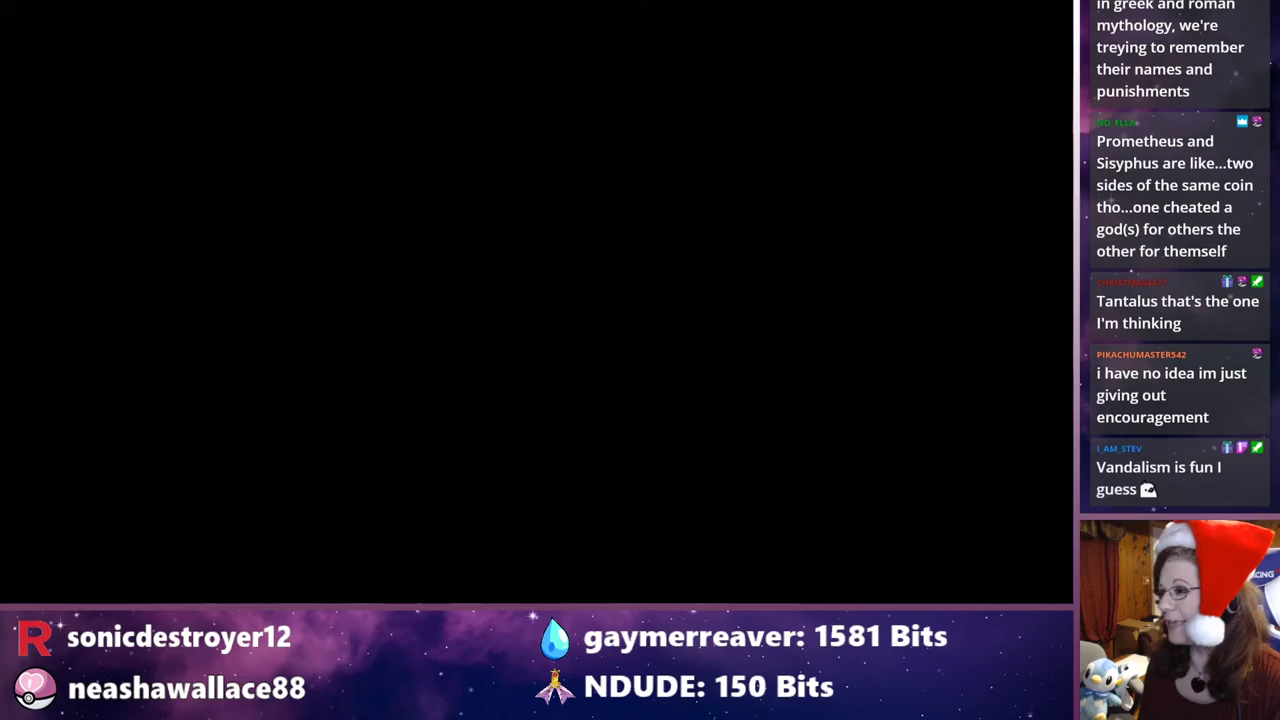 in greek and roman
mythology, we're
treying to remember
their names and
punishments
NO_ELLA
Prometheus and
Sisyphus are like...two
sides of the same coin
tho...one cheated a
god(s) for others the
other for themself
Tantalus that's the one
I'm thinking
PIKACHUMASTER542
i have no idea im just
giving out
encouragement
I_AM_STEV
Vandalism is fun I
guess
R sonicdestroyer12
neashawallace88
gaymerreaver: 1581 Bits
NDUDE: 150 Bits